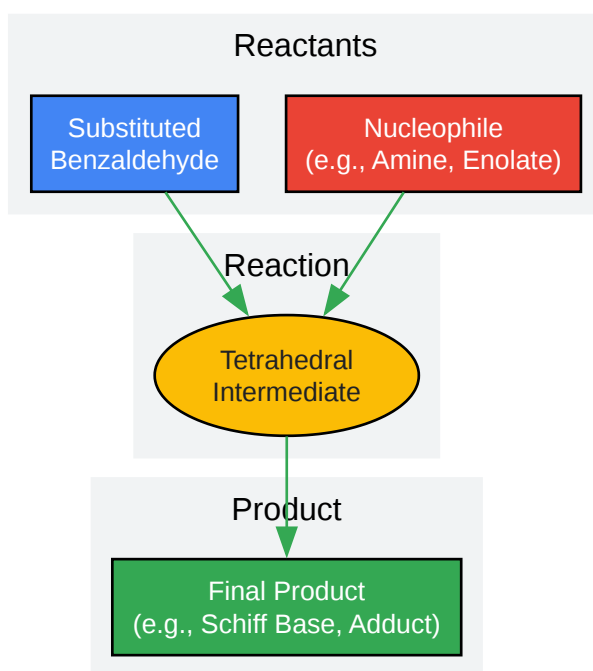 Reactants
Substituted
Benzaldehyde
Nucleophile
(e.g., Amine, Enolate)
Reaction
Tetrahedral
Intermediate
Product
Final Product
(e.g., Schiff Base, Adduct)